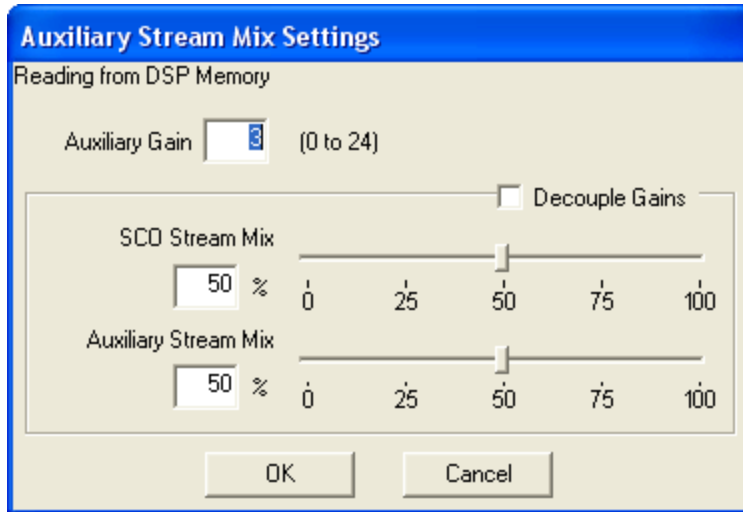 Auxiliary Stream Mix Settings
Reading from DSP Memory
Auxiliary Gain 3 (0 to 24)
Decouple Gains
SCO Stream Mix
50 %
0 25 50 75 100
Auxiliary Stream Mix
50 %
0 25 50 75 100
OK Cancel